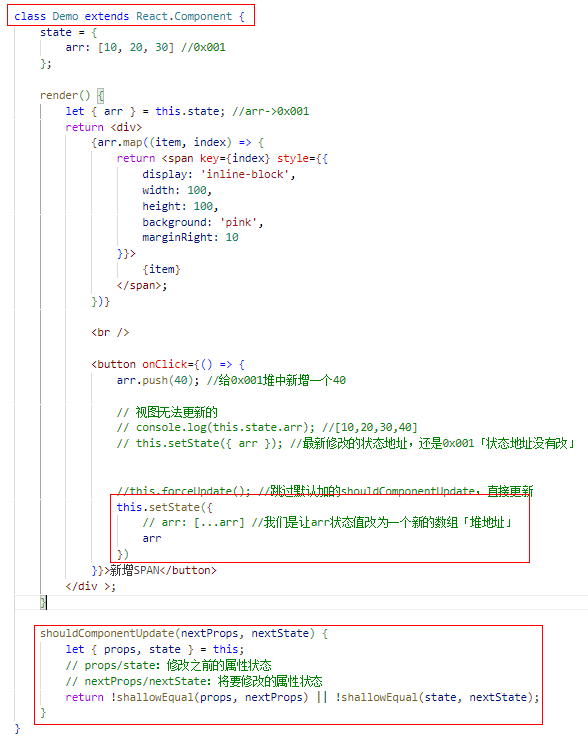 class Demo extends React.Component {
    state = {
        arr: [10, 20, 30] //0x001
    };

    render() {
        let { arr } = this.state; //arr->0x001
        return <div>
            {arr.map((item, index) => {
                return <span key={index} style={{
                    display: 'inline-block',
                    width: 100,
                    height: 100,
                    background: 'pink',
                    marginRight: 10
                }}>
                    {item}
                </span>;
            })}

            <br />

            <button onClick={() => {
                arr.push(40); //给0x001堆中新增一个40

                // 视图无法更新的
                // console.log(this.state.arr); //[10,20,30,40]
                // this.setState({ arr }); //最新修改的状态地址，还是0x001「状态地址没有改」


                //this.forceUpdate(); //跳过默认加的shouldComponentUpdate，直接更新
                this.setState({
                    // arr: [...arr] //我们是让arr状态值改为一个新的数组「堆地址」
                    arr
                })
            }}>新增SPAN</button>
        </div >;
    }

    shouldComponentUpdate(nextProps, nextState) {
        let { props, state } = this;
        // props/state：修改之前的属性状态
        // nextProps/nextState：将要修改的属性状态
        return !shallowEqual(props, nextProps) || !shallowEqual(state, nextState);
    }
}